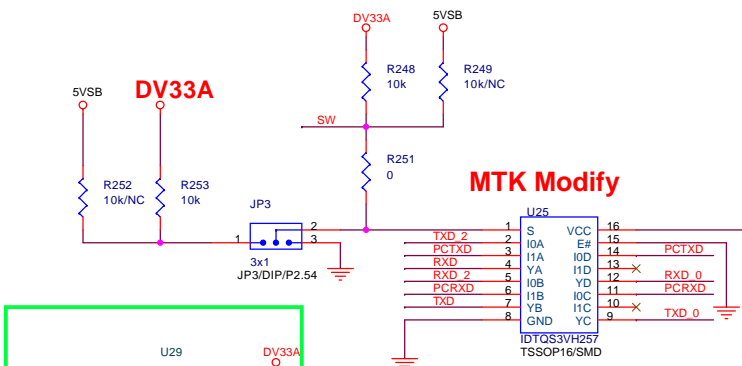 DV33A
5VSB
R248
10k
R249
10k/NC
5VSB
DV33A
SW
R252
10k/NC
R253
10k
R251
0
MTK Modify
JP3
1
2
3
3x1
JP3/DIP/P2.54
U25
1 S VCC 16
TXD_2 2 I0A E# 15
PCTXD 3 I1A I0D 14 PCTXD
RXD 4 YA I1D 13
RXD_2 5 I0B YD 12 RXD_0
PCRXD 6 I1B I0C 11 PCRXD
TXD 7 YB I1C 10
8 GND YC 9 TXD_0
IDTQS3VH257
TSSOP16/SMD
U29
DV33A